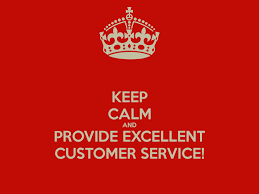 KEEP
CALM
AND
PROVIDE EXCELLENT
CUSTOMER SERVICE!